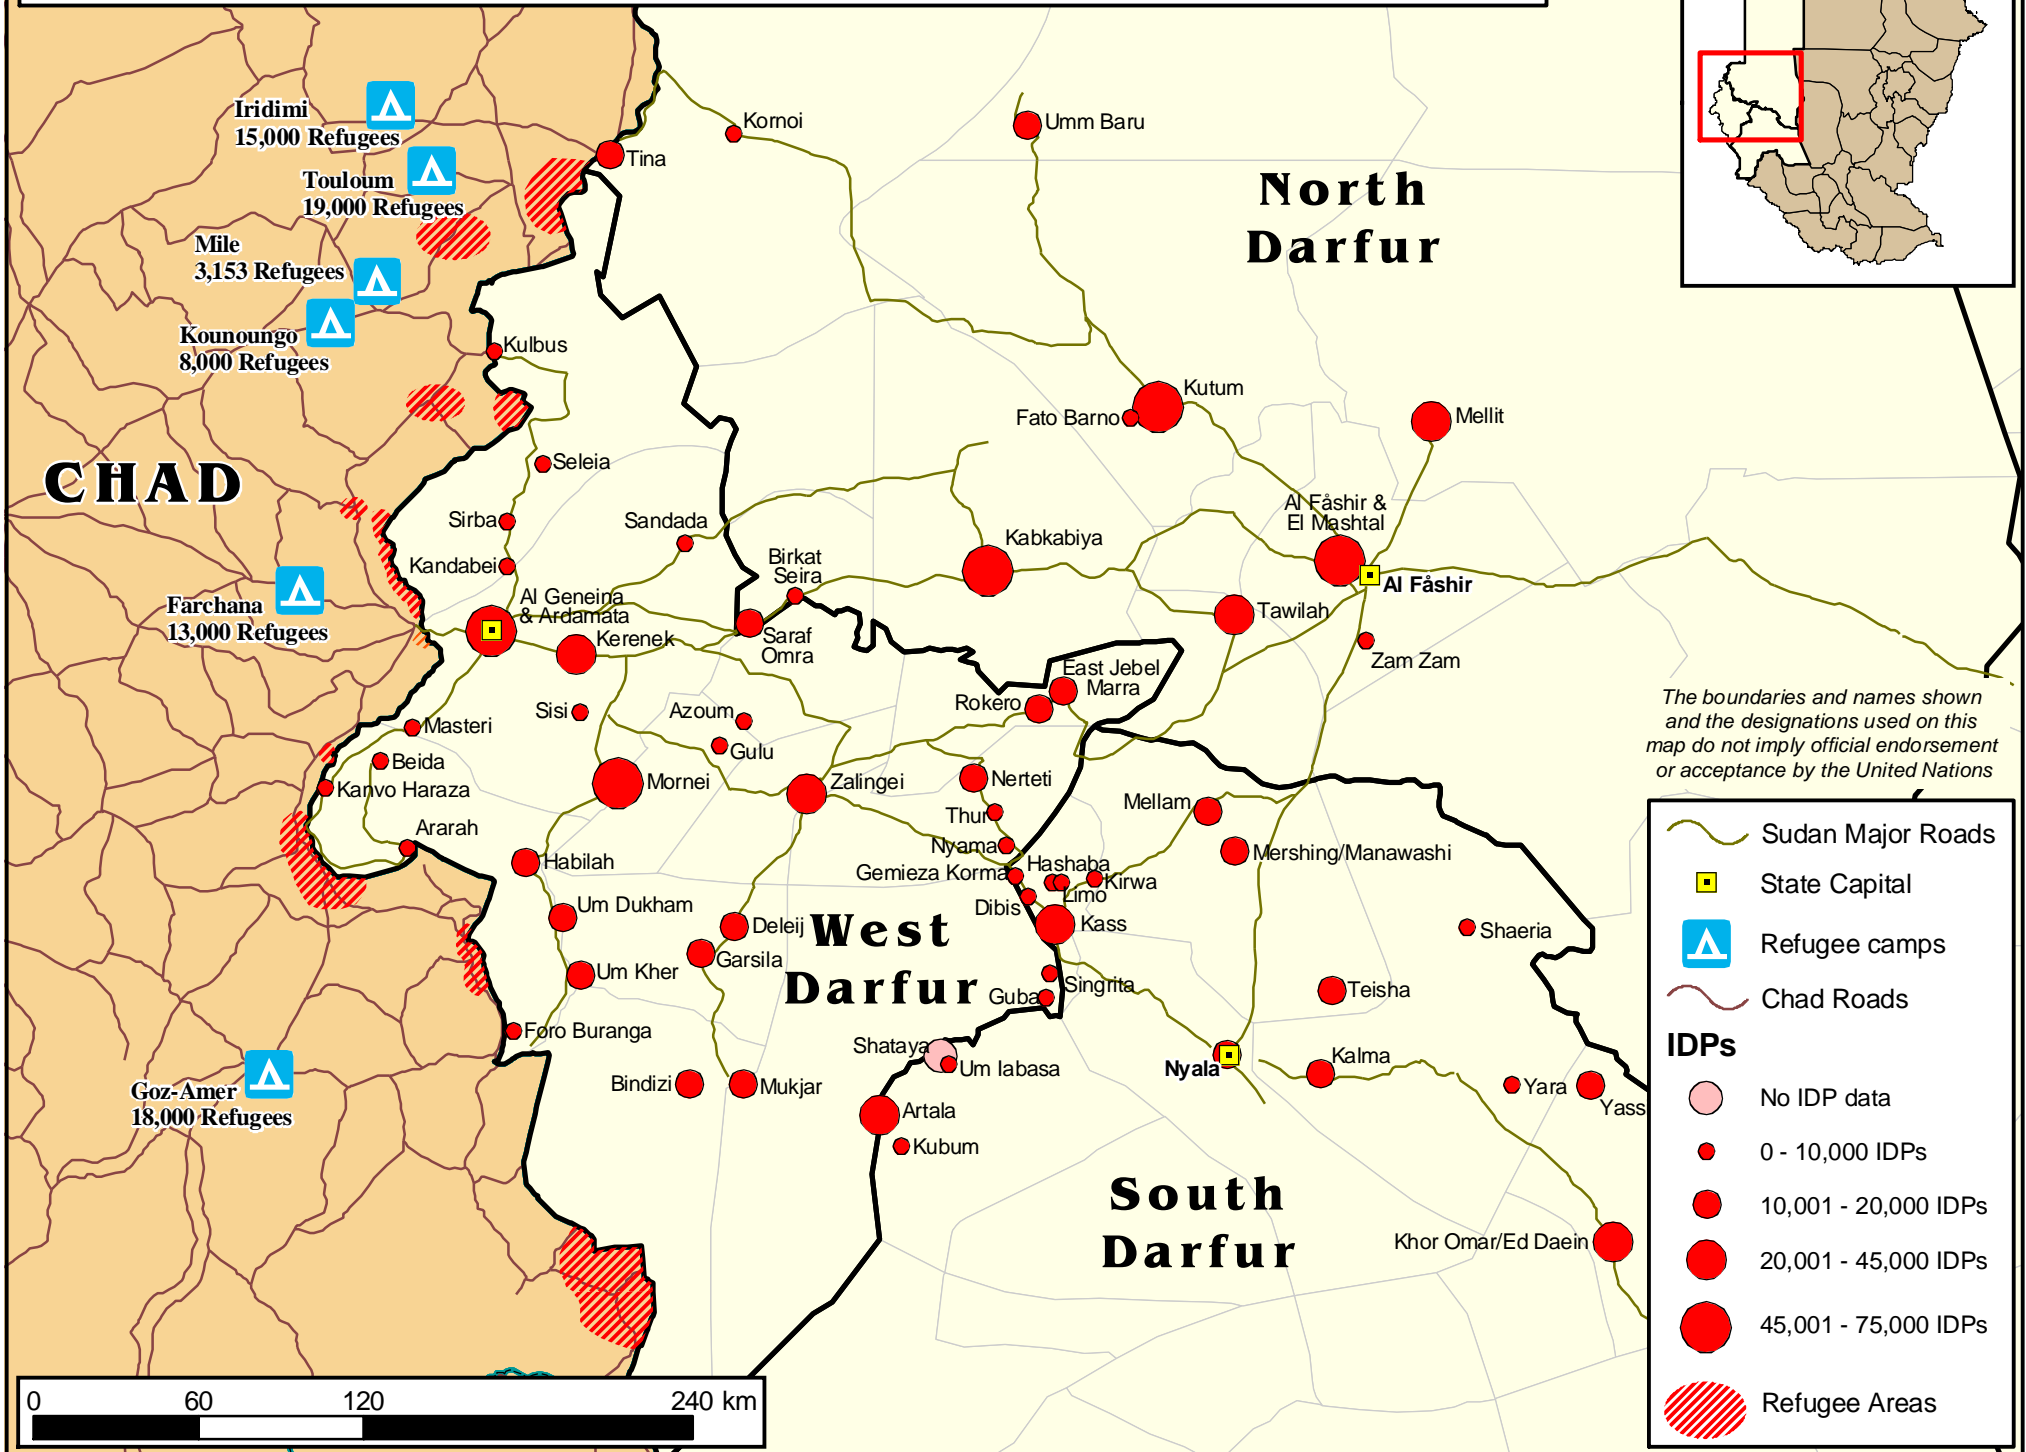 Iridimi
15,000 Refugees
Touloum
19,000 Refugees
Mile
3,153 Refugees
Kounoungo
8,000 Refugees
CHAD
Farchana
13,000 Refugees
Goz-Amer
18,000 Refugees
Kornoi
Umm Baru
Tina
North
Darfur
Kulbus
Kutum
Fato Barno
Mellit
Seleia
Sirba
Sandada
Kandabei
Al Fåshir &
El Mashtal
Kabkabiya
Birkat
Seira
Al Fåshir
Al Geneina
& Ardamata
Kerenek
Saraf
Omra
Tawilah
Zam Zam
East Jebel
Marra
Rokero
Sisi
Azoum
Gulu
Masteri
Beida
Kanvo Haraza
Ararah
Mornei
Zalingei
Nerteti
Thur
Nyama
Mellam
Mershing/Manawashi
Habilah
Gemieza Korma
Hashaba
Kirwa
Limo
Dibis
Kass
Um Dukham
Deleij
Garsila
West
Darfur
Um Kher
Singrita
Guba
Shaeria
Teisha
Foro Buranga
Shataya
Um labasa
Nyala
Kalma
Bindizi
Mukjar
Artala
Kubum
Yara
Yass
South
Darfur
Khor Omar/Ed Daein
The boundaries and names shown
and the designations used on this
map do not imply official endorsement
or acceptance by the United Nations
Sudan Major Roads
State Capital
Refugee camps
Chad Roads
IDPs
No IDP data
0 - 10,000 IDPs
10,001 - 20,000 IDPs
20,001 - 45,000 IDPs
45,001 - 75,000 IDPs
Refugee Areas
0 60 120 240 km